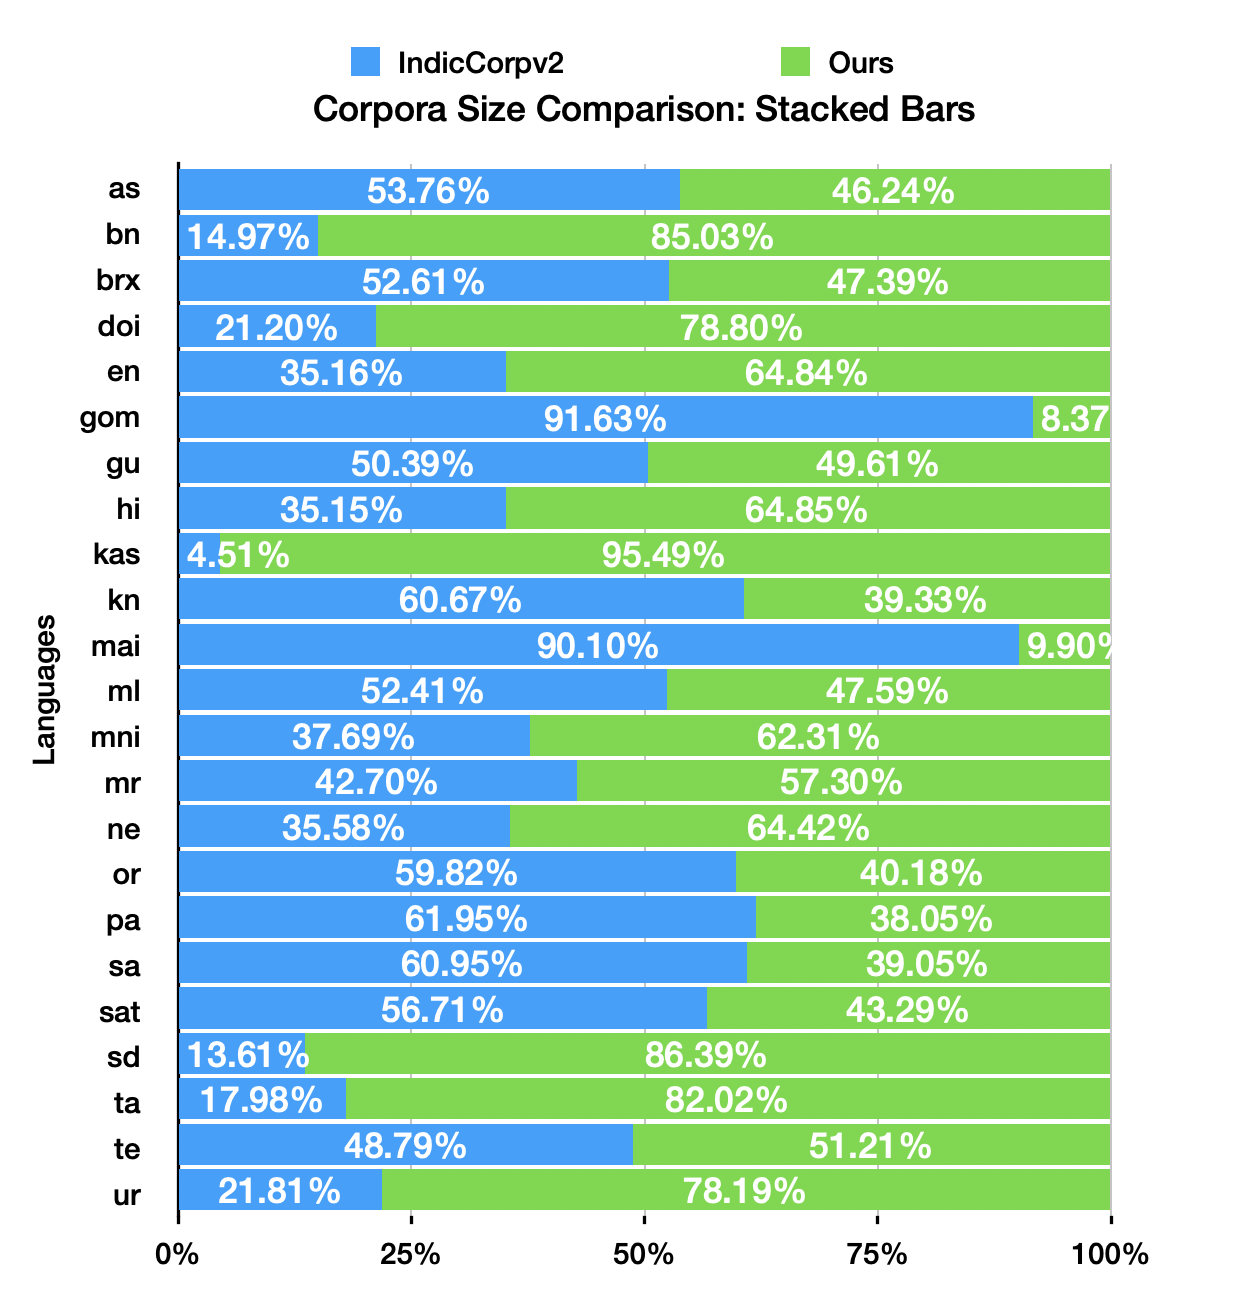 IndicCorpv2 Ours
Corpora Size Comparison: Stacked Bars
Languages
as 53.76% 46.24%
bn 14.97% 85.03%
brx 52.61% 47.39%
doi 21.20% 78.80%
en 35.16% 64.84%
gom 91.63% 8.37
gu 50.39% 49.61%
hi 35.15% 64.85%
kas 4.51% 95.49%
kn 60.67% 39.33%
mai 90.10% 9.90%
ml 52.41% 47.59%
mni 37.69% 62.31%
mr 42.70% 57.30%
ne 35.58% 64.42%
or 59.82% 40.18%
pa 61.95% 38.05%
sa 60.95% 39.05%
sat 56.71% 43.29%
sd 13.61% 86.39%
ta 17.98% 82.02%
te 48.79% 51.21%
ur 21.81% 78.19%
0% 25% 50% 75% 100%